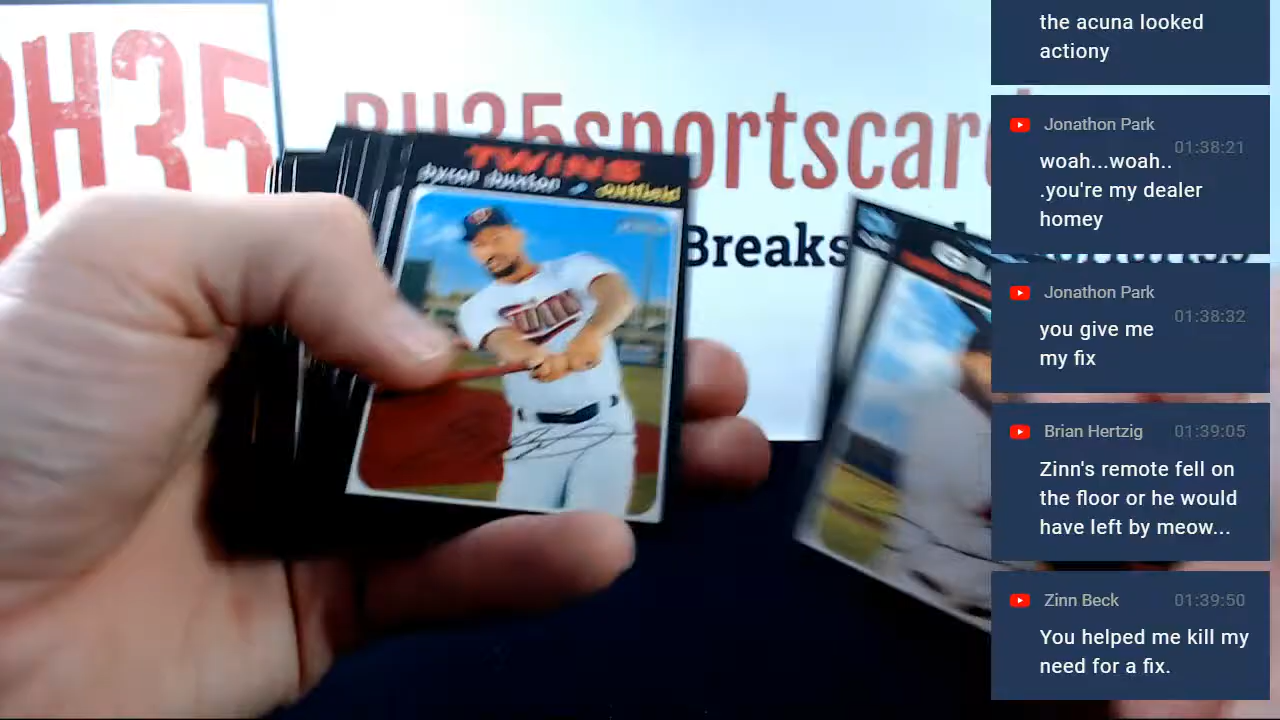 BH35
BH35sportscar
Breaks
TWINS
byron buxton - outfield
TWINS
the acuna looked
actiony
Jonathon Park
01:38:21
woah...woah..
.you're my dealer
homey
Jonathon Park
01:38:32
you give me
my fix
Brian Hertzig 01:39:05
Zinn's remote fell on
the floor or he would
have left by meow...
Zinn Beck 01:39:50
You helped me kill my
need for a fix.